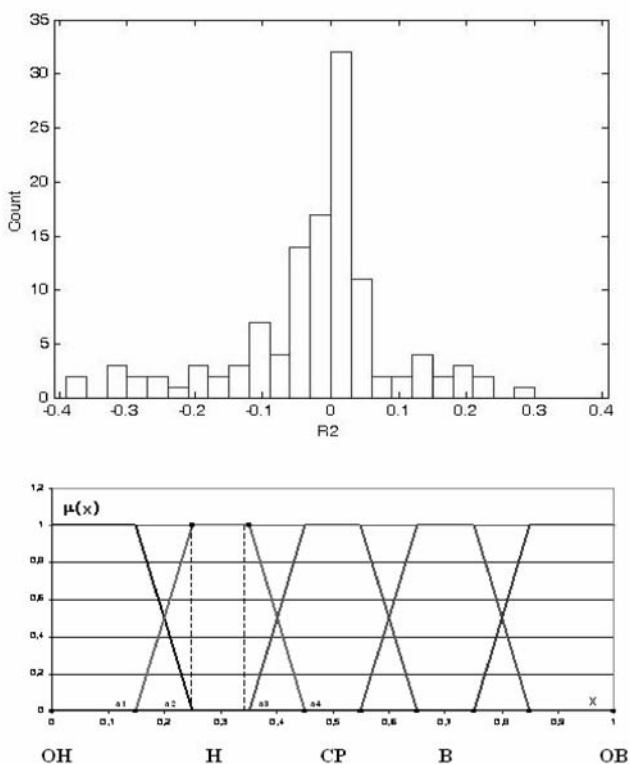 35
30
25
20
15
10
5
0
Count
-0.4 -0.3 -0.2 -0.1 0 0.1 0.2 0.3 0.4
R2
1,2
μ(x)
1
0,8
0,6
0,4
0,2
0
a1 a2 a3 a4 X
0, 0,1 0,2 0,3 0,4 0,5 0,6 0,7 0,8 0,9 1,
OH H CP B OB